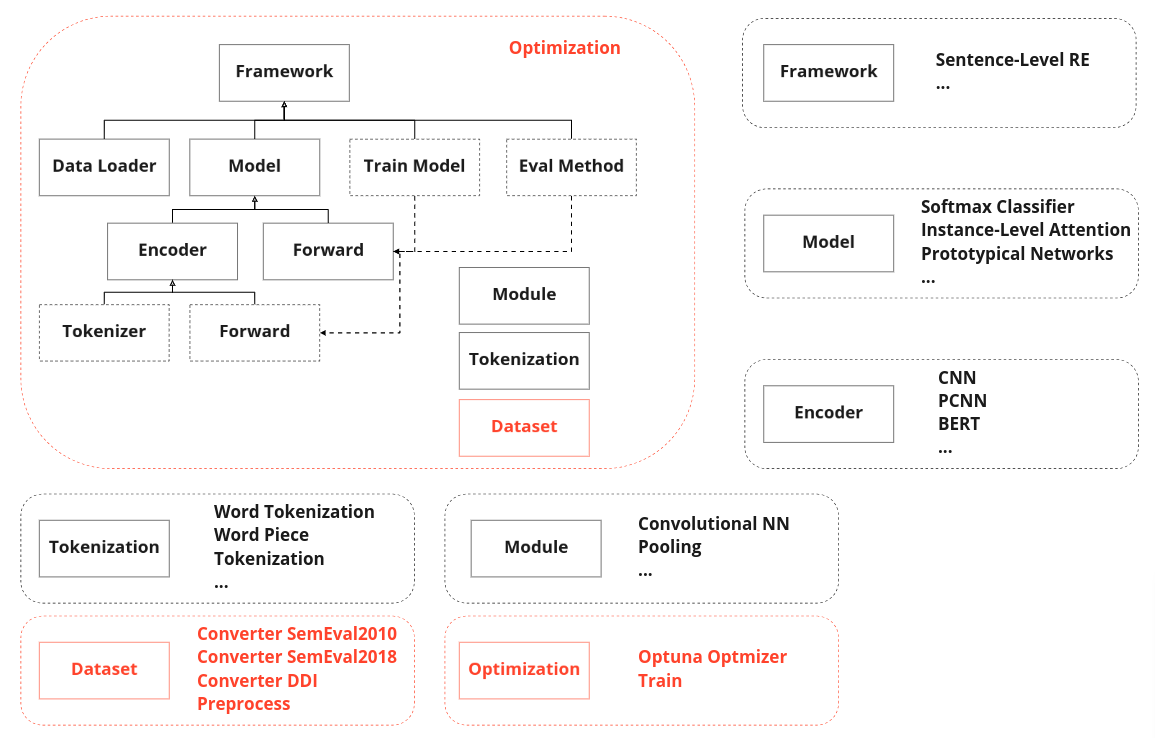 Optimization
Framework
Data Loader
Model
Train Model
Eval Method
Encoder
Forward
Tokenizer
Forward
Module
Tokenization
Dataset
Framework
Sentence-Level RE
...
Model
Softmax Classifier
Instance-Level Attention
Prototypical Networks
...
Encoder
CNN
PCNN
BERT
...
Tokenization
Word Tokenization
Word Piece
Tokenization
...
Module
Convolutional NN
Pooling
...
Dataset
Converter SemEval2010
Converter SemEval2018
Converter DDI
Preprocess
Optimization
Optuna Optmizer
Train